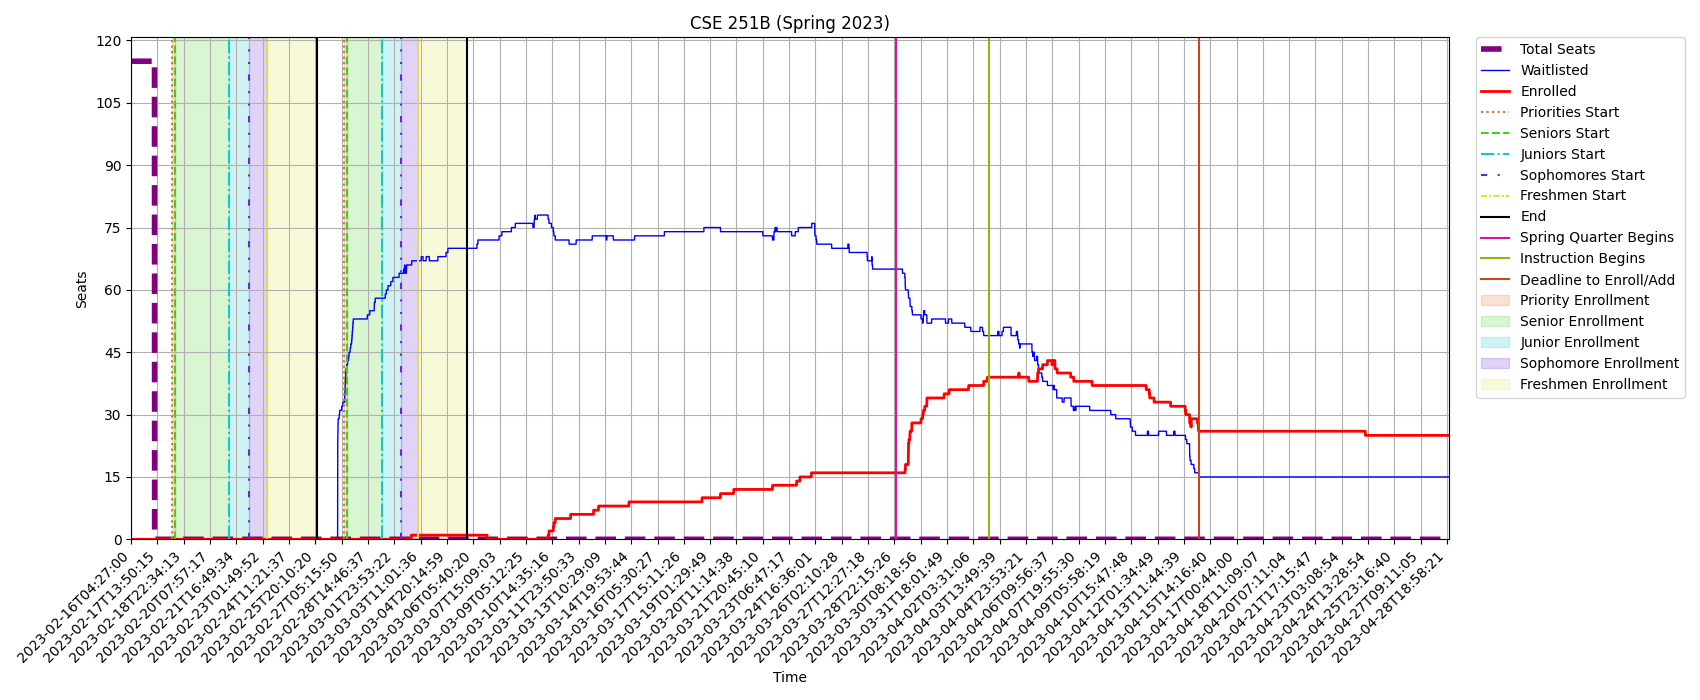 CSE 251B (Spring 2023)
120
105
90
75
60
45
30
15
0
Seats
2023-02-16T04:27:00
2023-02-17T13:50:15
2023-02-18T22:34:13
2023-02-20T07:57:17
2023-02-21T16:49:34
2023-02-23T01:49:52
2023-02-24T11:21:37
2023-02-25T20:10:20
2023-02-27T05:15:50
2023-02-28T14:46:37
2023-03-01T23:53:22
2023-03-03T11:01:36
2023-03-04T20:14:59
2023-03-06T05:40:20
2023-03-07T15:09:03
2023-03-09T05:12:25
2023-03-10T14:35:16
2023-03-11T23:50:33
2023-03-13T10:29:09
2023-03-14T19:53:44
2023-03-16T05:30:27
2023-03-17T15:11:26
2023-03-19T01:29:49
2023-03-20T11:14:38
2023-03-21T20:45:10
2023-03-23T06:47:17
2023-03-24T16:36:01
2023-03-26T02:10:28
2023-03-27T12:27:18
2023-03-28T22:15:26
2023-03-30T08:18:56
2023-03-31T18:01:49
2023-04-02T03:31:06
2023-04-03T13:49:39
2023-04-04T23:53:21
2023-04-06T09:56:37
2023-04-07T19:55:30
2023-04-09T05:58:19
2023-04-10T15:47:48
2023-04-12T01:34:49
2023-04-13T11:44:39
2023-04-15T14:16:40
2023-04-17T00:44:00
2023-04-18T11:09:07
2023-04-20T07:11:04
2023-04-21T17:15:47
2023-04-23T03:08:54
2023-04-24T13:28:54
2023-04-25T23:16:40
2023-04-27T09:11:05
2023-04-28T18:58:21
Time
Total Seats
Waitlisted
Enrolled
Priorities Start
Seniors Start
Juniors Start
Sophomores Start
Freshmen Start
End
Spring Quarter Begins
Instruction Begins
Deadline to Enroll/Add
Priority Enrollment
Senior Enrollment
Junior Enrollment
Sophomore Enrollment
Freshmen Enrollment